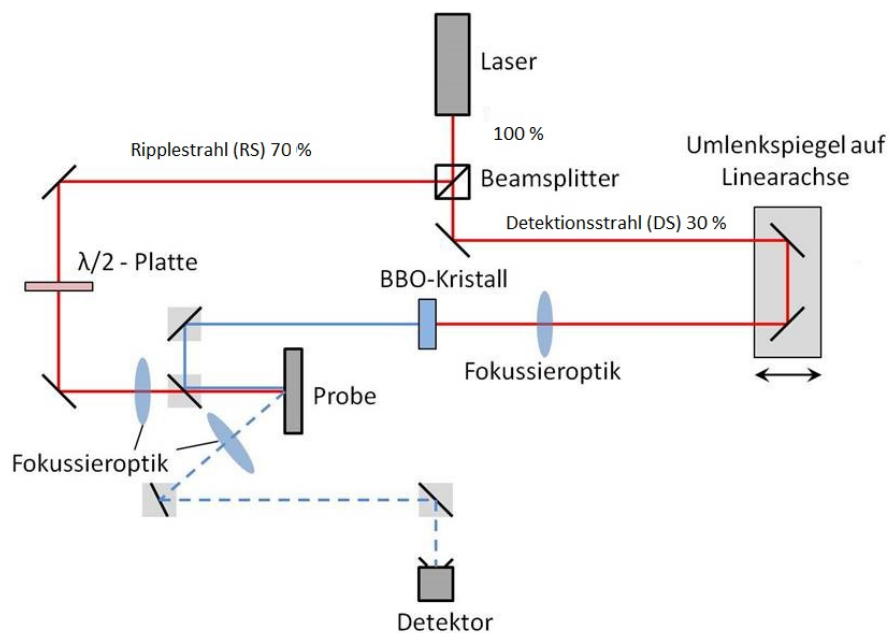 Laser
100 %
Ripplestrahl (RS) 70 %
Umlenkspiegel auf
Linearachse
Beamsplitter
Detektionsstrahl (DS) 30 %
λ/2 - Platte
BBO-Kristall
Fokussieroptik
Probe
Fokussieroptik
Detektor